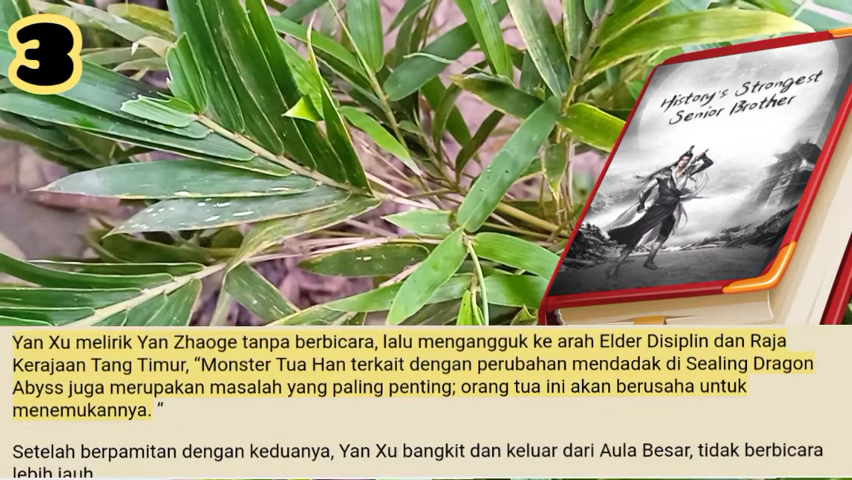 3
History's Strongest
Senior Brother
Yan Xu melirik Yan Zhaoge tanpa berbicara, lalu mengangguk ke arah Elder Disiplin dan Raja
Kerajaan Tang Timur, “Monster Tua Han terkait dengan perubahan mendadak di Sealing Dragon
Abyss juga merupakan masalah yang paling penting; orang tua ini akan berusaha untuk
menemukannya. “
Setelah berpamitan dengan keduanya, Yan Xu bangkit dan keluar dari Aula Besar, tidak berbicara
lebih jauh.